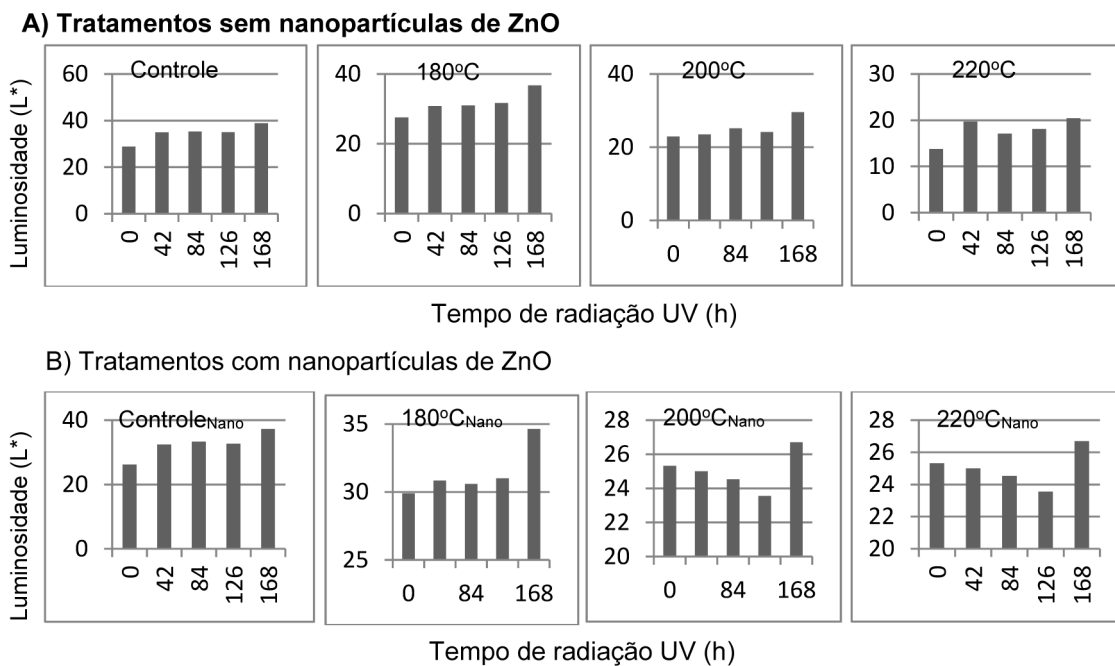 A) Tratamentos sem nanopartículas de ZnO
Luminosidade (L*)
Controle
60
40
20
0
0 42 84 126 168
180ºC
40
20
0
0 42 84 126 168
200ºC
40
20
0
0 84 168
220ºC
30
20
10
0
0 42 84 126 168
Tempo de radiação UV (h)
B) Tratamentos com nanopartículas de ZnO
Luminosidade (L*)
ControleNano
40
20
0
0 42 84 126 168
180ºCNano
35
30
25
0 84 168
200ºCNano
28
26
24
22
20
0 84 168
220ºCNano
28
26
24
22
20
0 42 84 126 168
Tempo de radiação UV (h)